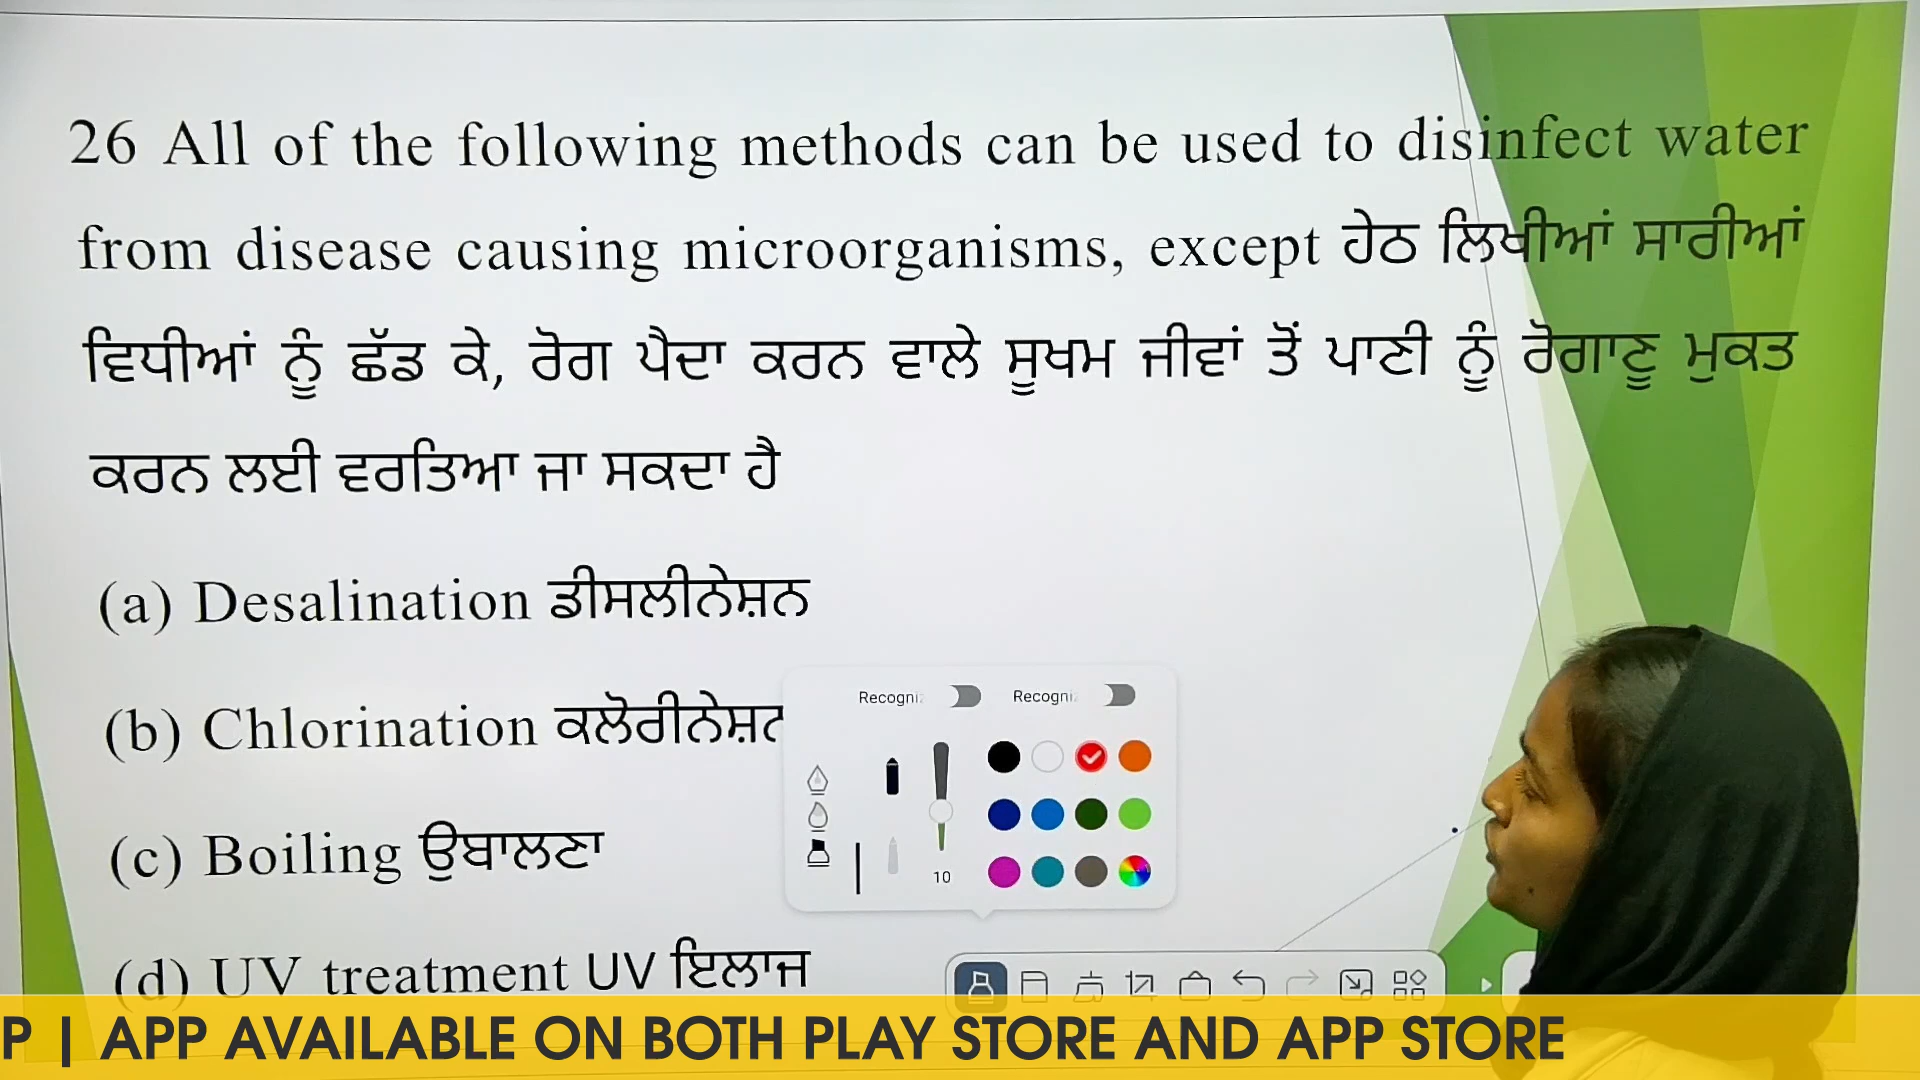 26 All of the following methods can be used to disinfect water
from disease causing microorganisms, except ਹੇਠ ਲਿਖੀਆਂ ਸਾਰੀਆਂ
ਵਿਧੀਆਂ ਨੂੰ ਛੱਡ ਕੇ, ਰੋਗ ਪੈਦਾ ਕਰਨ ਵਾਲੇ ਸੂਖਮ ਜੀਵਾਂ ਤੋਂ ਪਾਣੀ ਨੂੰ ਰੋਗਾਣੂ ਮੁਕਤ
ਕਰਨ ਲਈ ਵਰਤਿਆ ਜਾ ਸਕਦਾ ਹੈ
(a) Desalination ਡੀਸਲੀਨੇਸ਼ਨ
(b) Chlorination ਕਲੋਰੀਨੇਸ਼ਨ
Recogni Recogni
(c) Boiling ਉਬਾਲਣਾ
10
(d) UV treatment UV ਇਲਾਜ
P | APP AVAILABLE ON BOTH PLAY STORE AND APP STORE